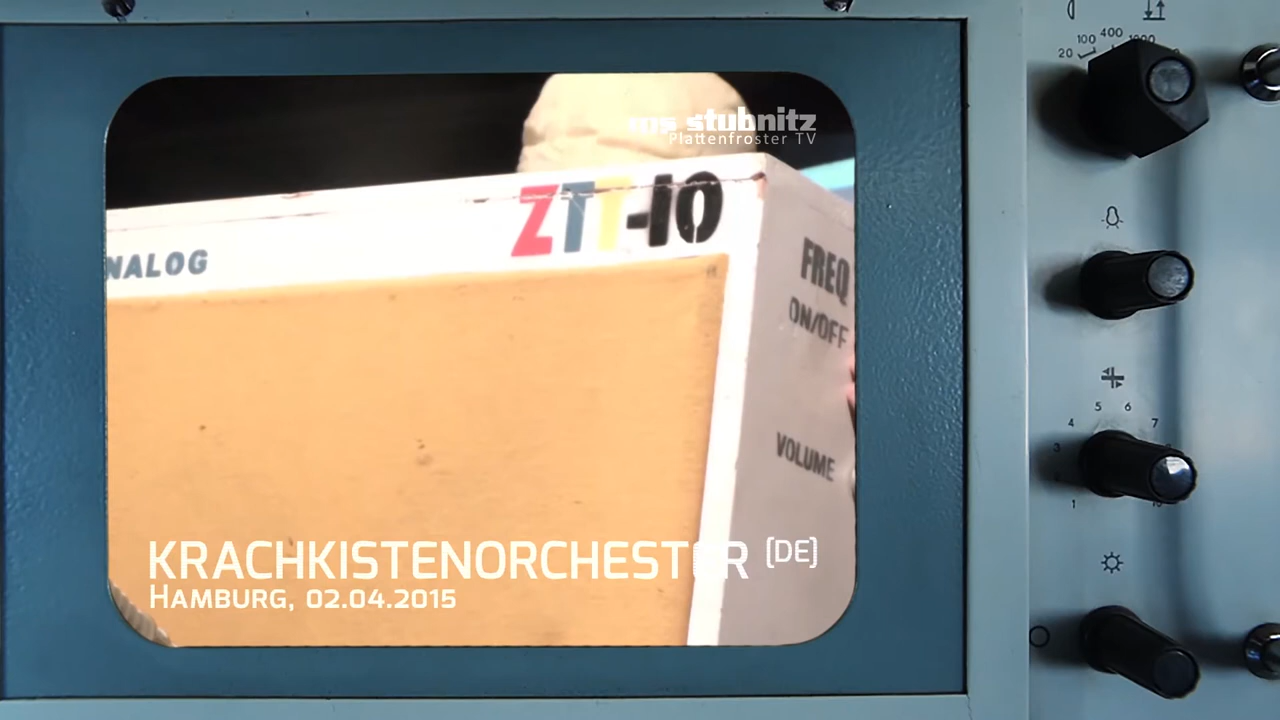 20 100 400 1000
ms stubnitz
Plattenfroster TV
ZTT-10
NALOG
FREQ
ON/OFF
VOLUME
5 6
4 7
3
1 10
KRACHKISTENORCHESTER [DE]
HAMBURG, 02.04.2015